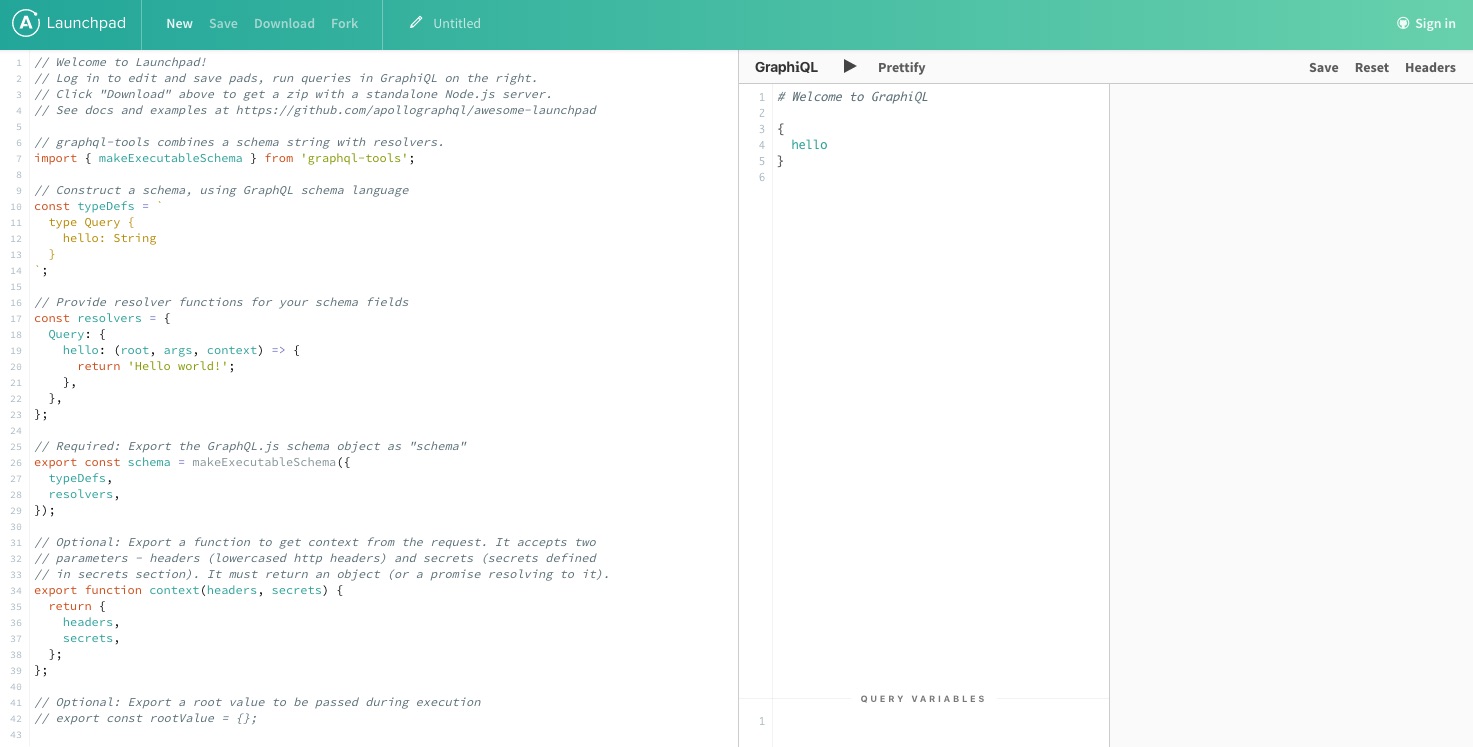 A Launchpad New Save Download Fork Untitled Sign in
1 // Welcome to Launchpad!
2 // Log in to edit and save pads, run queries in GraphiQL on the right.
3 // Click "Download" above to get a zip with a standalone Node.js server.
4 // See docs and examples at https://github.com/apollographql/awesome-launchpad
5
6 // graphql-tools combines a schema string with resolvers.
7 import { makeExecutableSchema } from 'graphql-tools';
8
9 // Construct a schema, using GraphQL schema language
10 const typeDefs = `
11   type Query {
12     hello: String
13   }
14 `;
15
16 // Provide resolver functions for your schema fields
17 const resolvers = {
18   Query: {
19     hello: (root, args, context) => {
20       return 'Hello world!';
21     },
22   },
23 };
24
25 // Required: Export the GraphQL.js schema object as "schema"
26 export const schema = makeExecutableSchema({
27   typeDefs,
28   resolvers,
29 });
30
31 // Optional: Export a function to get context from the request. It accepts two
32 // parameters - headers (lowercased http headers) and secrets (secrets defined
33 // in secrets section). It must return an object (or a promise resolving to it).
34 export function context(headers, secrets) {
35   return {
36     headers,
37     secrets,
38   };
39 };
40
41 // Optional: Export a root value to be passed during execution
42 // export const rootValue = {};
43
GraphiQL Prettify Save Reset Headers
1 # Welcome to GraphiQL
2
3 {
4   hello
5 }
6
QUERY VARIABLES
1